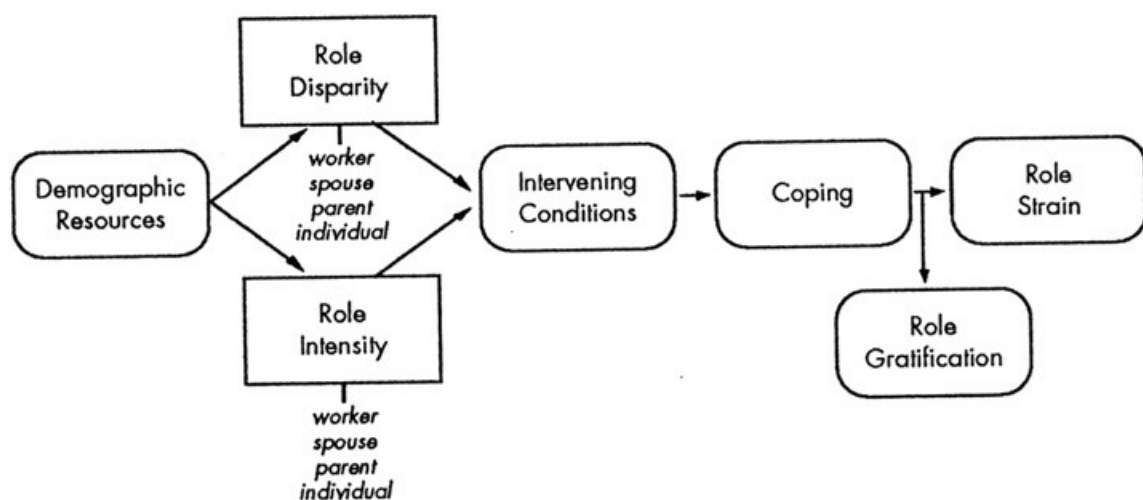 Role
Disparity
worker
spouse
parent
individual
Demographic
Resources
Role
Intensity
worker
spouse
parent
individual
Intervening
Conditions
Coping
Role
Strain
Role
Gratification